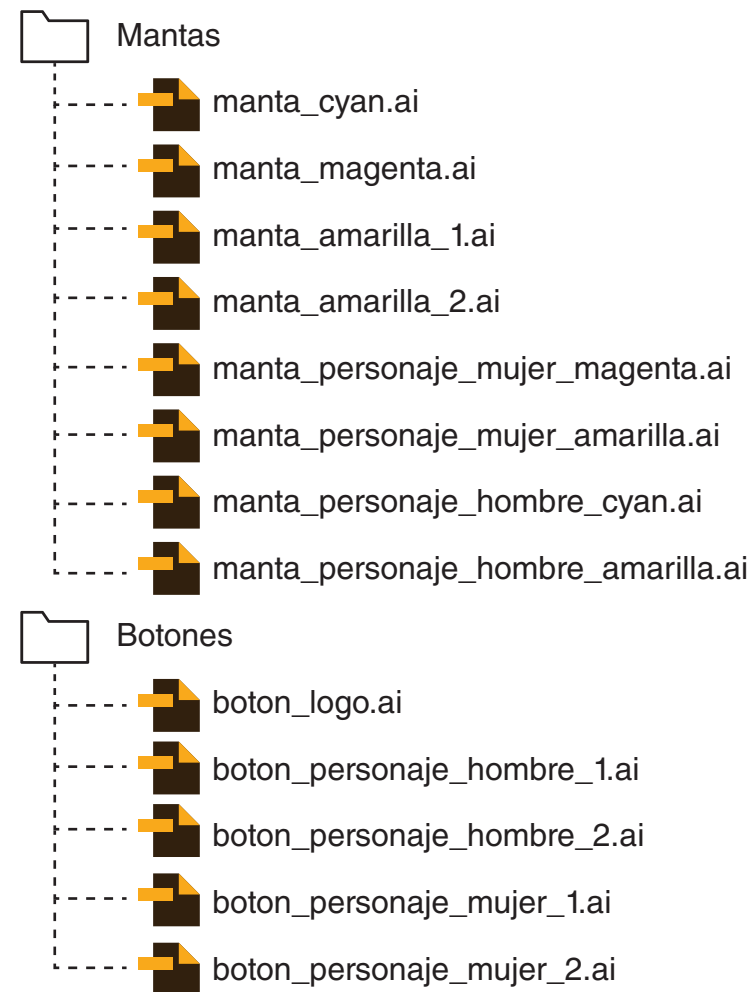 Mantas
manta_cyan.ai
manta_magenta.ai
manta_amarilla_1.ai
manta_amarilla_2.ai
manta_personaje_mujer_magenta.ai
manta_personaje_mujer_amarilla.ai
manta_personaje_hombre_cyan.ai
manta_personaje_hombre_amarilla.ai
Botones
boton_logo.ai
boton_personaje_hombre_1.ai
boton_personaje_hombre_2.ai
boton_personaje_mujer_1.ai
boton_personaje_mujer_2.ai